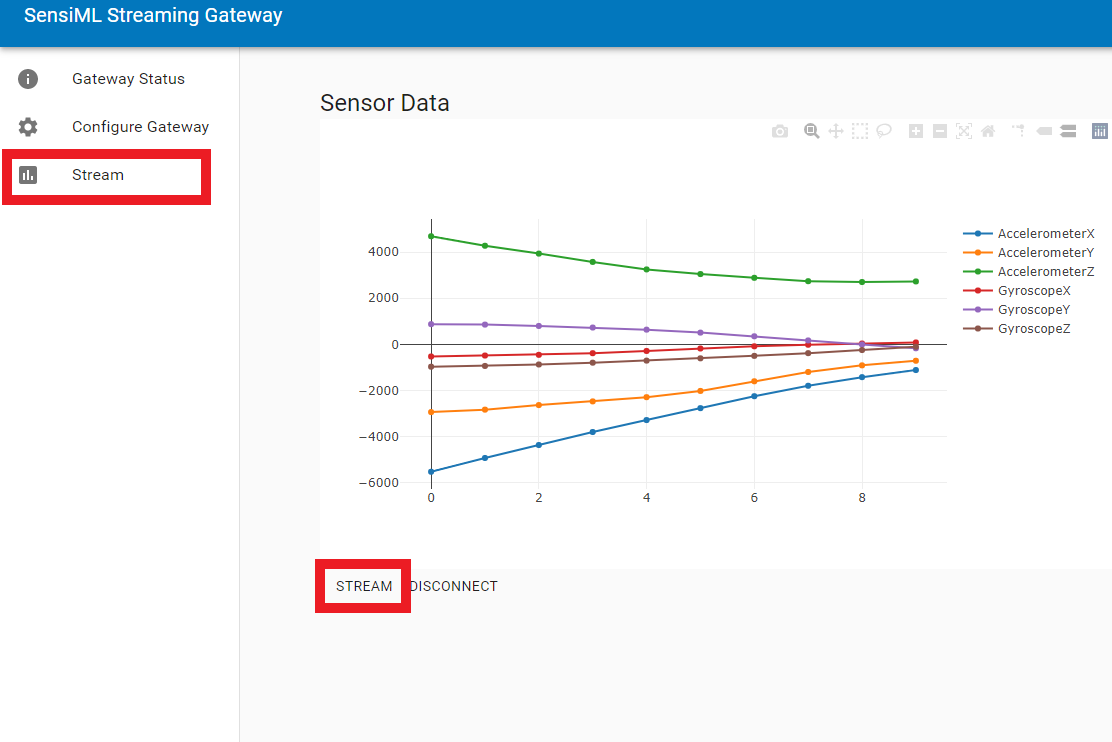 SensiML Streaming Gateway
Gateway Status
Configure Gateway
Stream
Sensor Data
4000
2000
0
−2000
−4000
−6000
0
2
4
6
8
AccelerometerX
AccelerometerY
AccelerometerZ
GyroscopeX
GyroscopeY
GyroscopeZ
STREAM
DISCONNECT